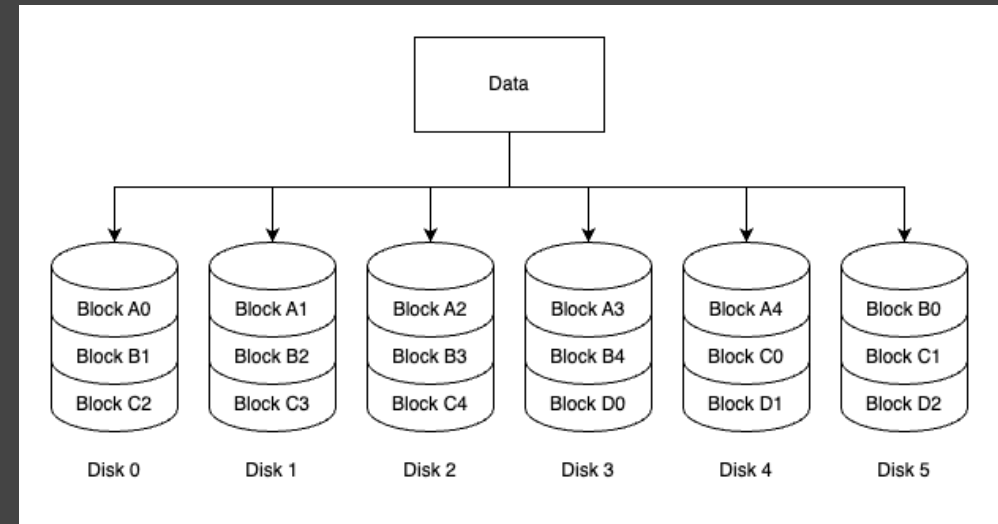 Data
Block A0 Block A1 Block A2 Block A3 Block A4 Block B0
Block B1 Block B2 Block B3 Block B4 Block C0 Block C1
Block C2 Block C3 Block C4 Block D0 Block D1 Block D2
Disk 0 Disk 1 Disk 2 Disk 3 Disk 4 Disk 5